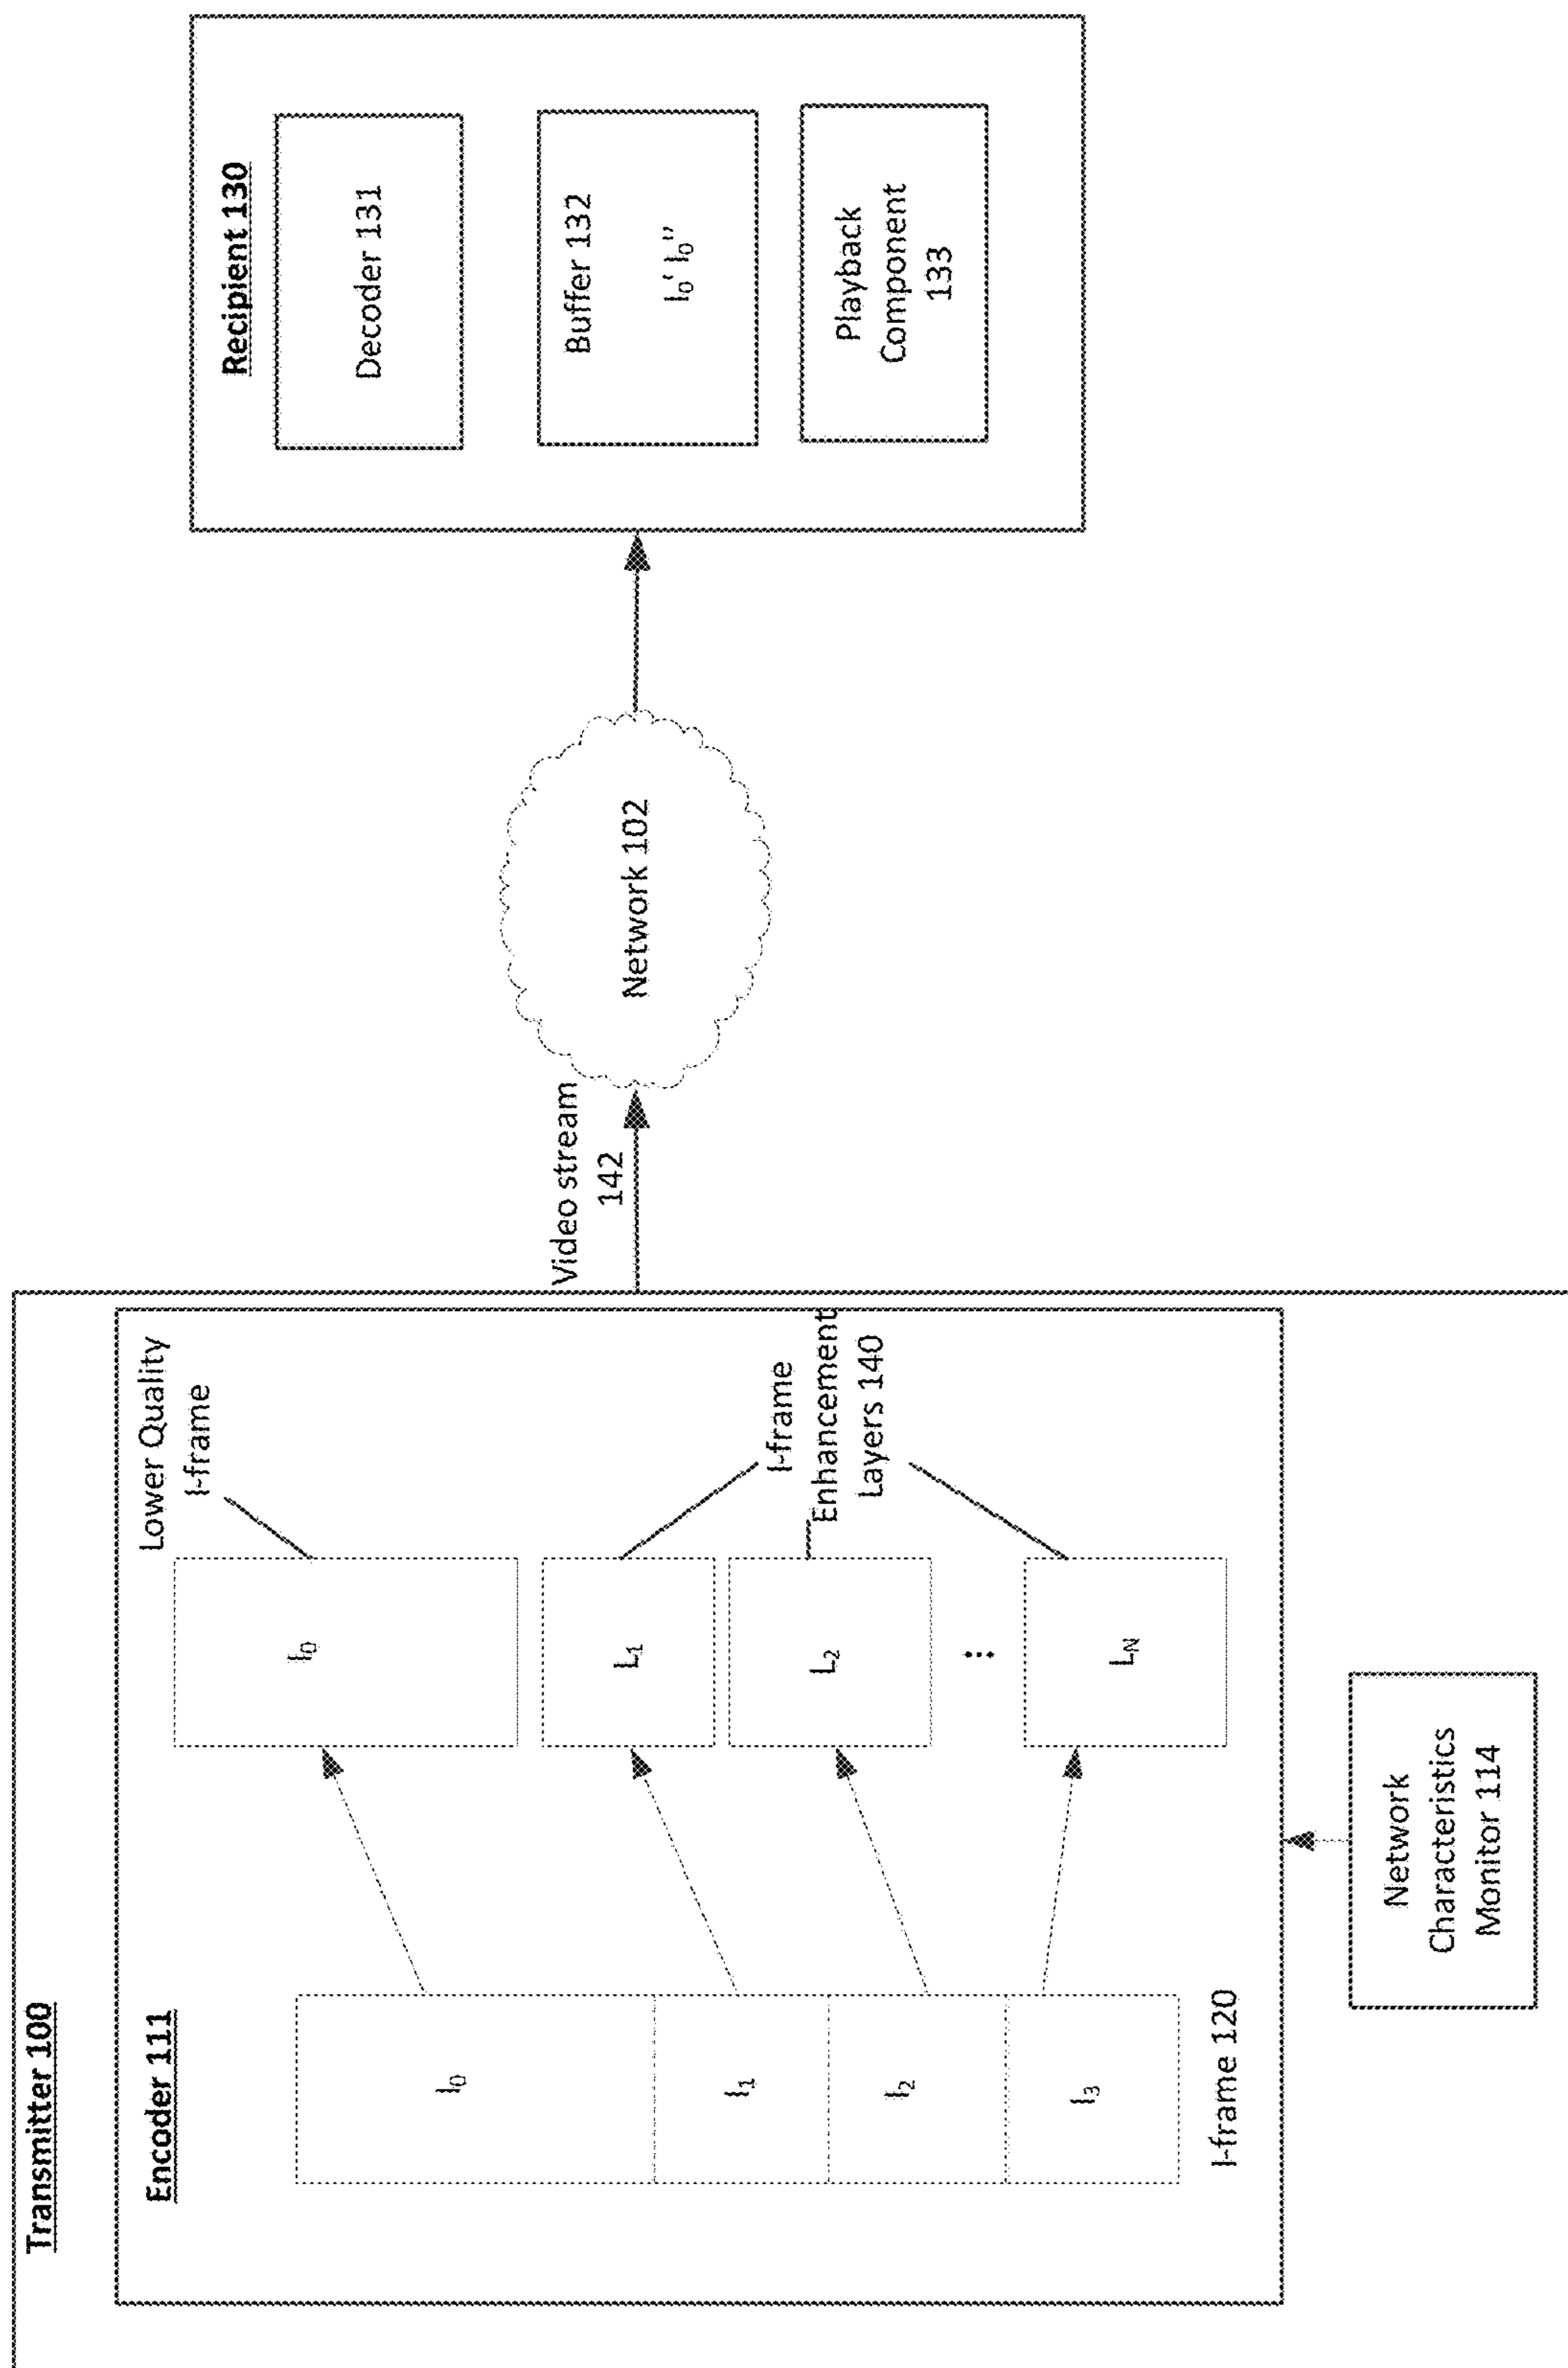 Transmitter 100
Encoder 111
I₀
I₁
I₂
I₃
I-frame 120
Lower Quality
I-frame
I₀
L₁
L₂
⋮
L_N
I-frame
Enhancement
Layers 140
Network
Characteristics
Monitor 114
Video stream
142
Network 102
Recipient 130
Decoder 131
Buffer 132
I₀' I₀''
Playback
Component
133